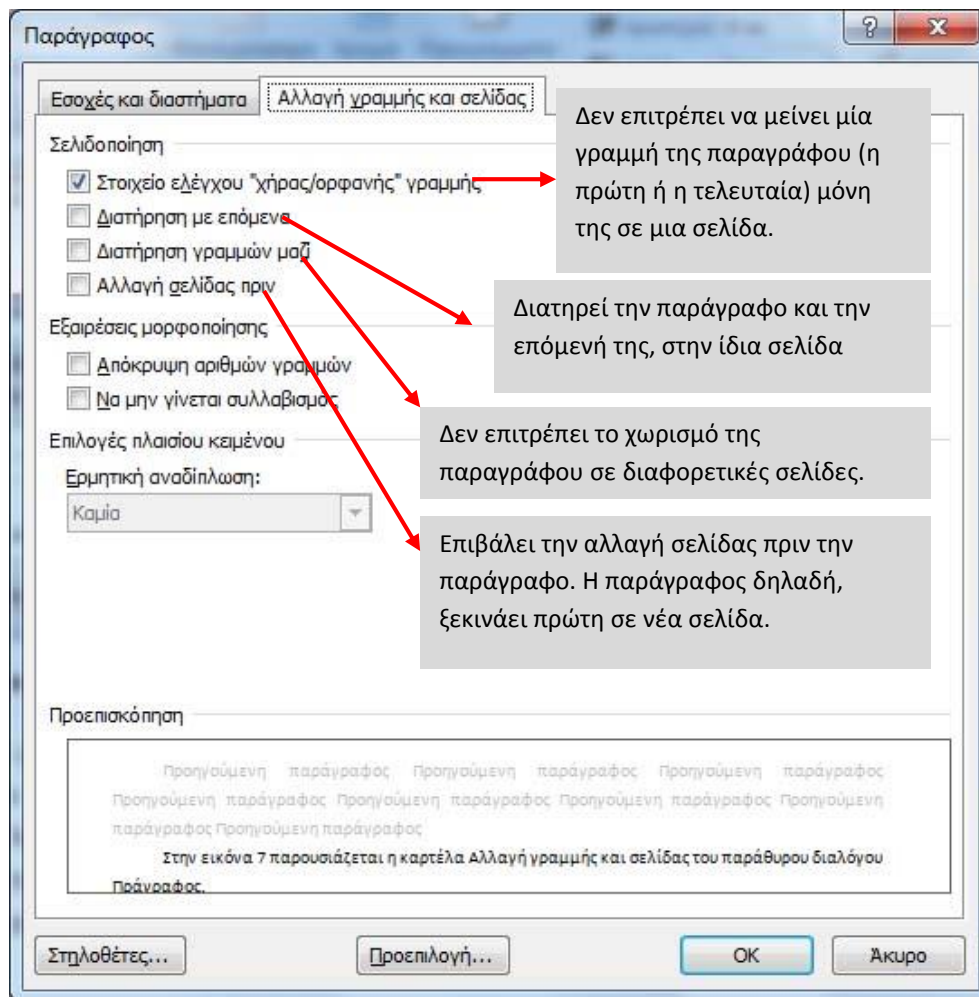 Παράγραφος
Εσοχές και διαστήματα
Αλλαγή γραμμής και σελίδας
Σελιδοποίηση
Στοιχείο ελέγχου "χήρας/ορφανής" γραμμής
Διατήρηση με επόμενα
Διατήρηση γραμμών μαζί
Αλλαγή σελίδας πριν
Δεν επιτρέπει να μείνει μία
γραμμή της παραγράφου (η
πρώτη ή η τελευταία) μόνη
της σε μια σελίδα.
Διατηρεί την παράγραφο και την
επόμενή της, στην ίδια σελίδα
Εξαιρέσεις μορφοποίησης
Απόκρυψη αριθμών γραμμών
Να μην γίνεται συλλαβισμός
Δεν επιτρέπει το χωρισμό της
παραγράφου σε διαφορετικές σελίδες.
Επιλογές πλαισίου κειμένου
Ερμητική αναδίπλωση:
Καμία
Επιβάλει την αλλαγή σελίδας πριν την
παράγραφο. Η παράγραφος δηλαδή,
ξεκινάει πρώτη σε νέα σελίδα.
Προεπισκόπηση
Προηγούμενη παράγραφος Προηγούμενη παράγραφος Προηγούμενη παράγραφος
Προηγούμενη παράγραφος Προηγούμενη παράγραφος Προηγούμενη παράγραφος Προηγούμενη
παράγραφος Προηγούμενη παράγραφος
Στην εικόνα 7 παρουσιάζεται η καρτέλα Αλλαγή γραμμής και σελίδας του παράθυρου διαλόγου
Πράγραφος.
Στηλοθέτες...
Προεπιλογή...
OK
Άκυρο